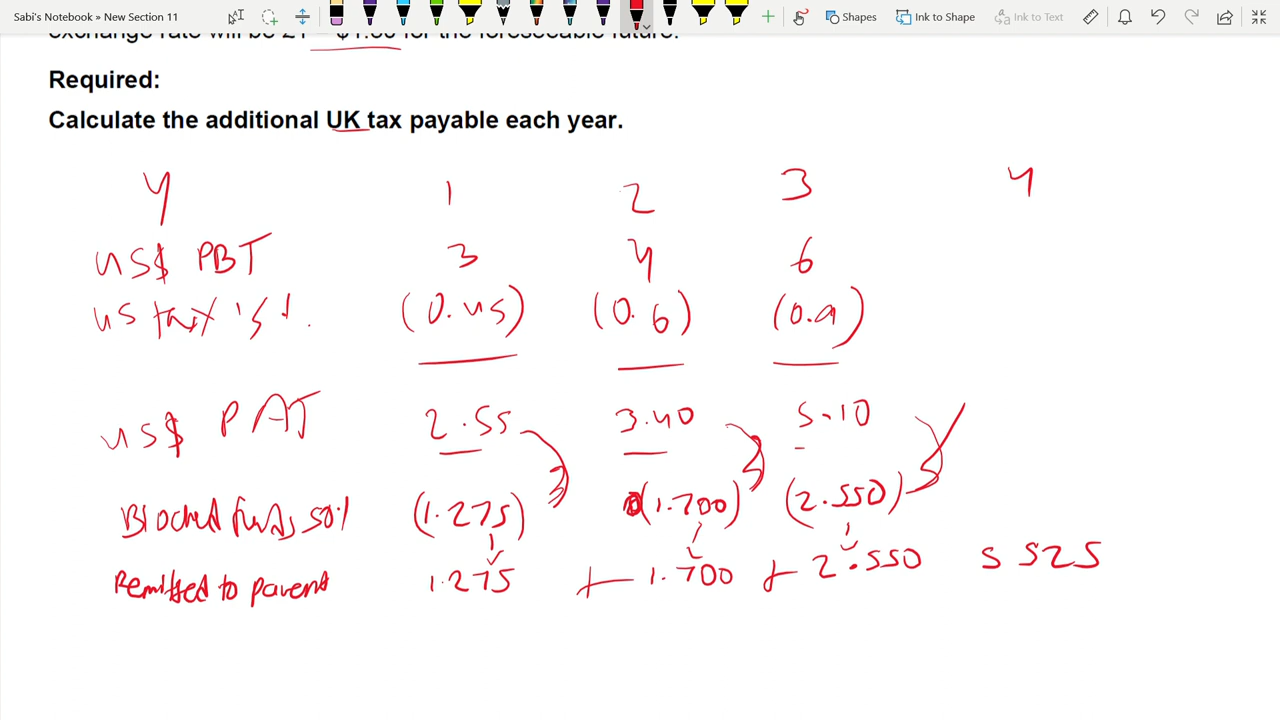 Sabi's Notebook » New Section 11
Shapes Ink to Shape Ink to Text
exchange rate will be £1 = $1.60 for the foreseeable future.
Required:
Calculate the additional UK tax payable each year.
Y 1 2 3 4
US$ PBT 3 4 6
US tax 15% (0.45) (0.6) (0.9)
US$ PAT 2.55 3.40 5.10
Blocked funds 50% (1.275) (1.700) (2.550)
Remitted to parent 1.275 + 1.700 + 2.550 5 525